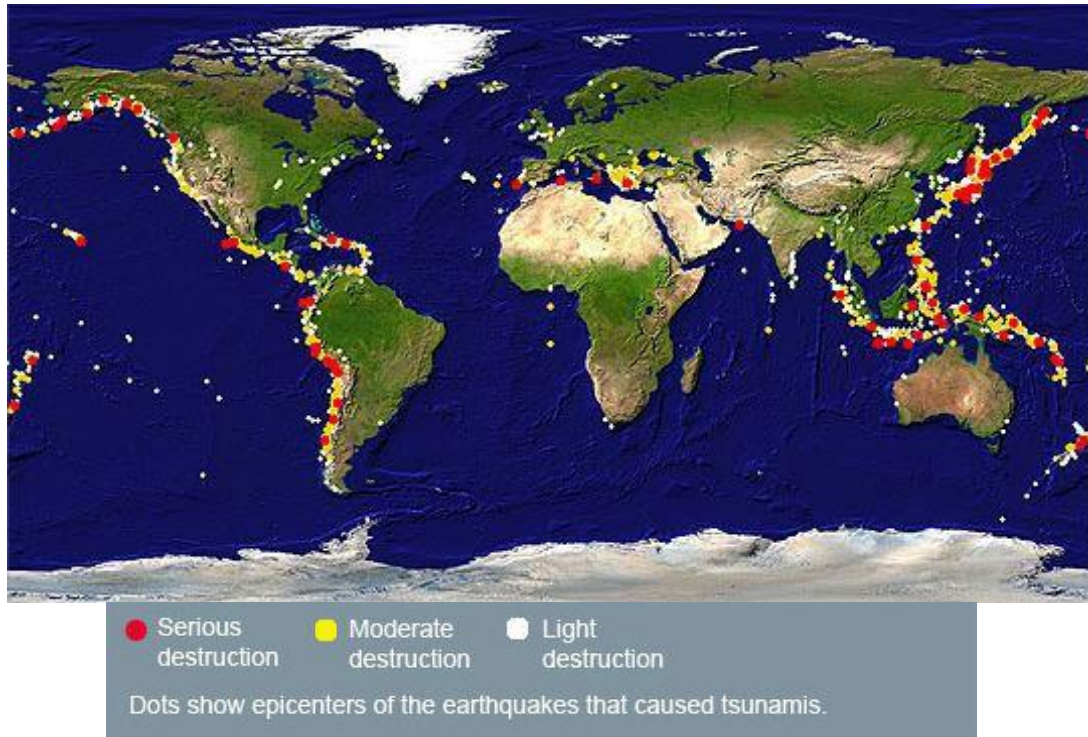 Serious
destruction
Moderate
destruction
Light
destruction
Dots show epicenters of the earthquakes that caused tsunamis.